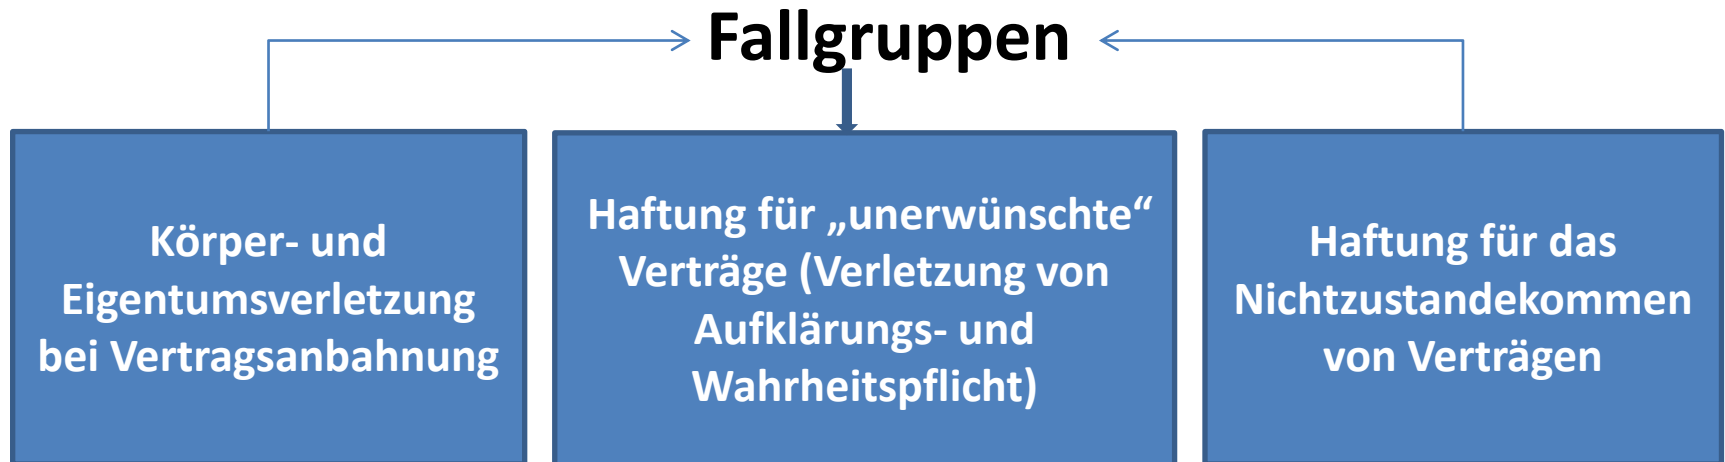 Fallgruppen
Körper- und
Eigentumsverletzung
bei Vertragsanbahnung
Haftung für „unerwünschte“
Verträge (Verletzung von
Aufklärungs- und
Wahrheitspflicht)
Haftung für das
Nichtzustandekommen
von Verträgen